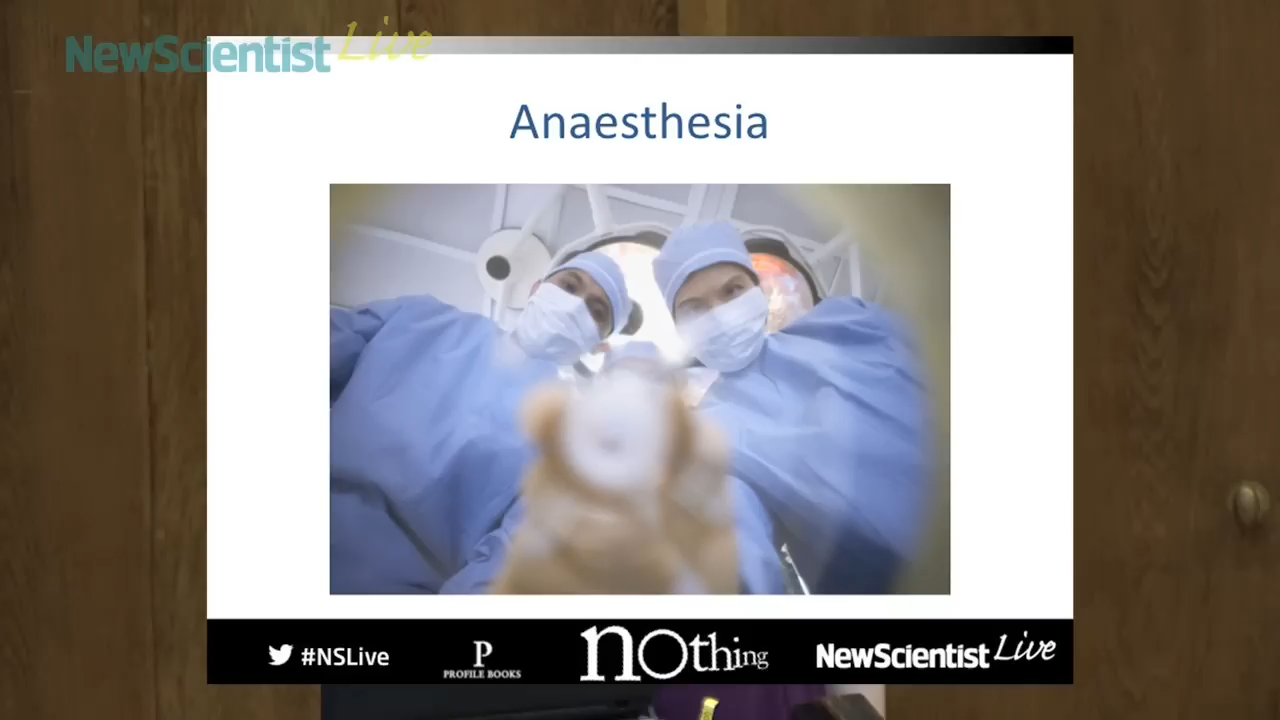 NewScientist Live
Anaesthesia
#NSLive
P
PROFILE BOOKS
nothing
NewScientist Live